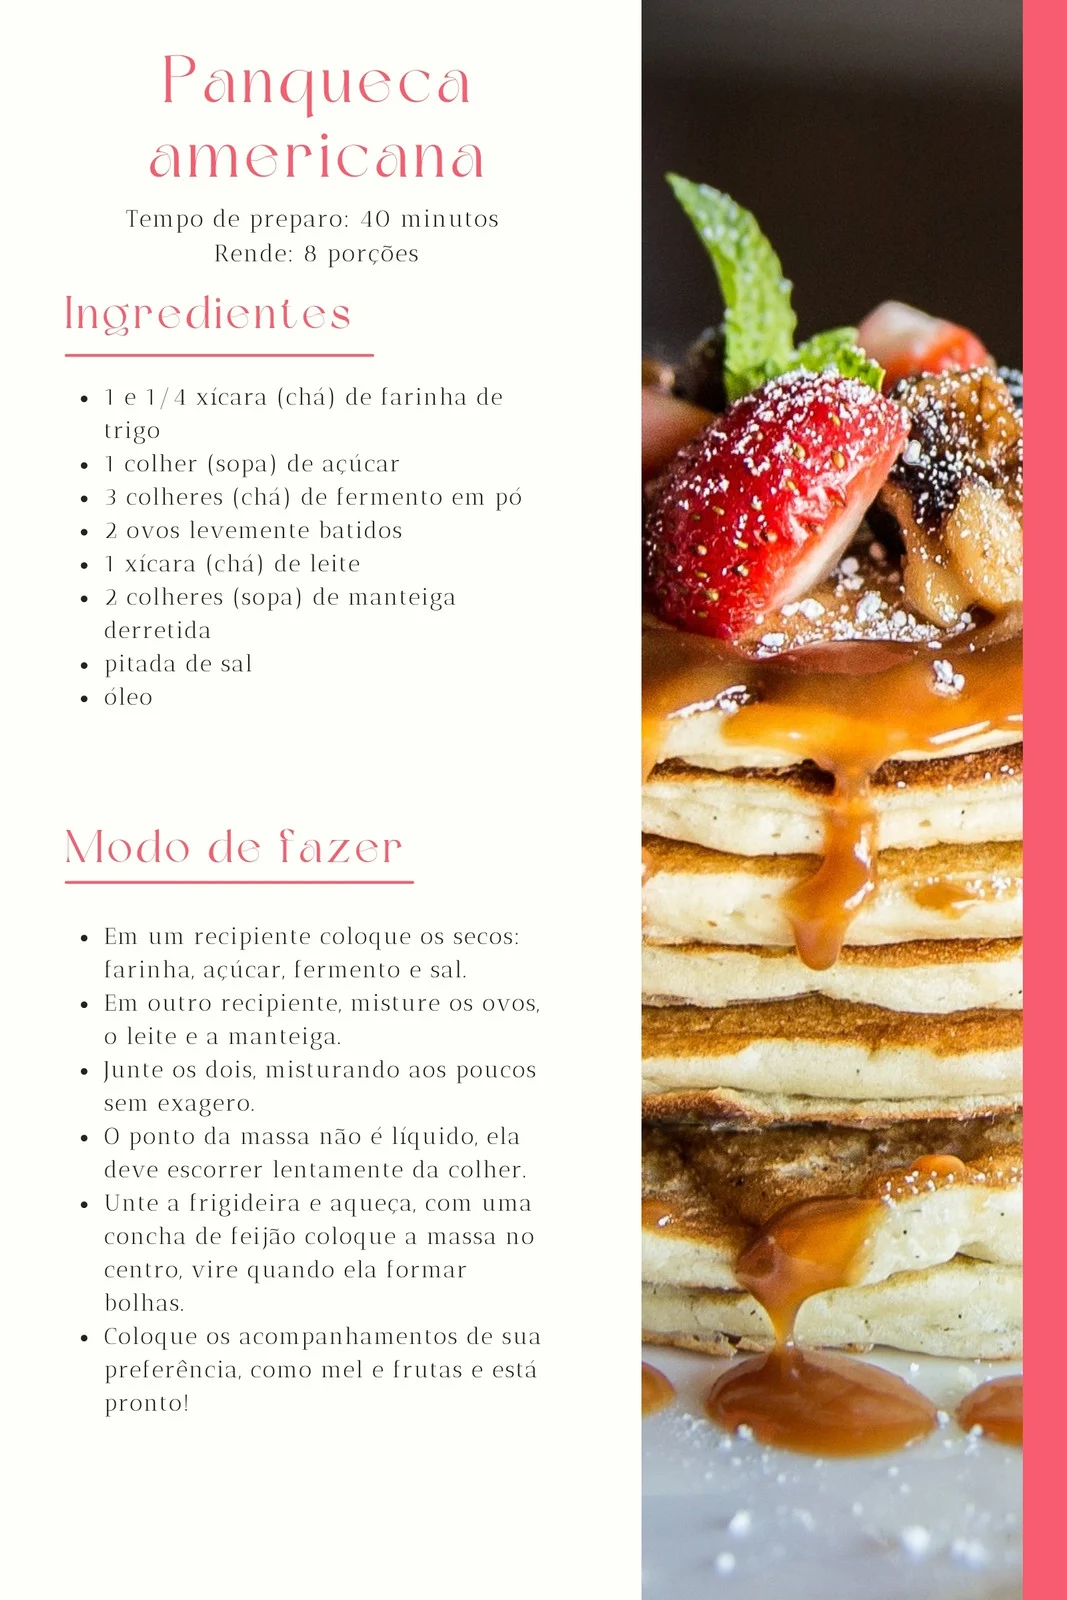 Panqueca
americana
Tempo de preparo: 40 minutos
Rende: 8 porções
Ingredientes
• 1 e 1/4 xícara (chá) de farinha de
trigo
• 1 colher (sopa) de açúcar
• 3 colheres (chá) de fermento em pó
• 2 ovos levemente batidos
• 1 xícara (chá) de leite
• 2 colheres (sopa) de manteiga
derretida
• pitada de sal
• óleo
Modo de fazer
• Em um recipiente coloque os secos:
farinha, açúcar, fermento e sal.
• Em outro recipiente, misture os ovos,
o leite e a manteiga.
• Junte os dois, misturando aos poucos
sem exagero.
• O ponto da massa não é líquido, ela
deve escorrer lentamente da colher.
• Unte a frigideira e aqueça, com uma
concha de feijão coloque a massa no
centro, vire quando ela formar
bolhas.
• Coloque os acompanhamentos de sua
preferência, como mel e frutas e está
pronto!